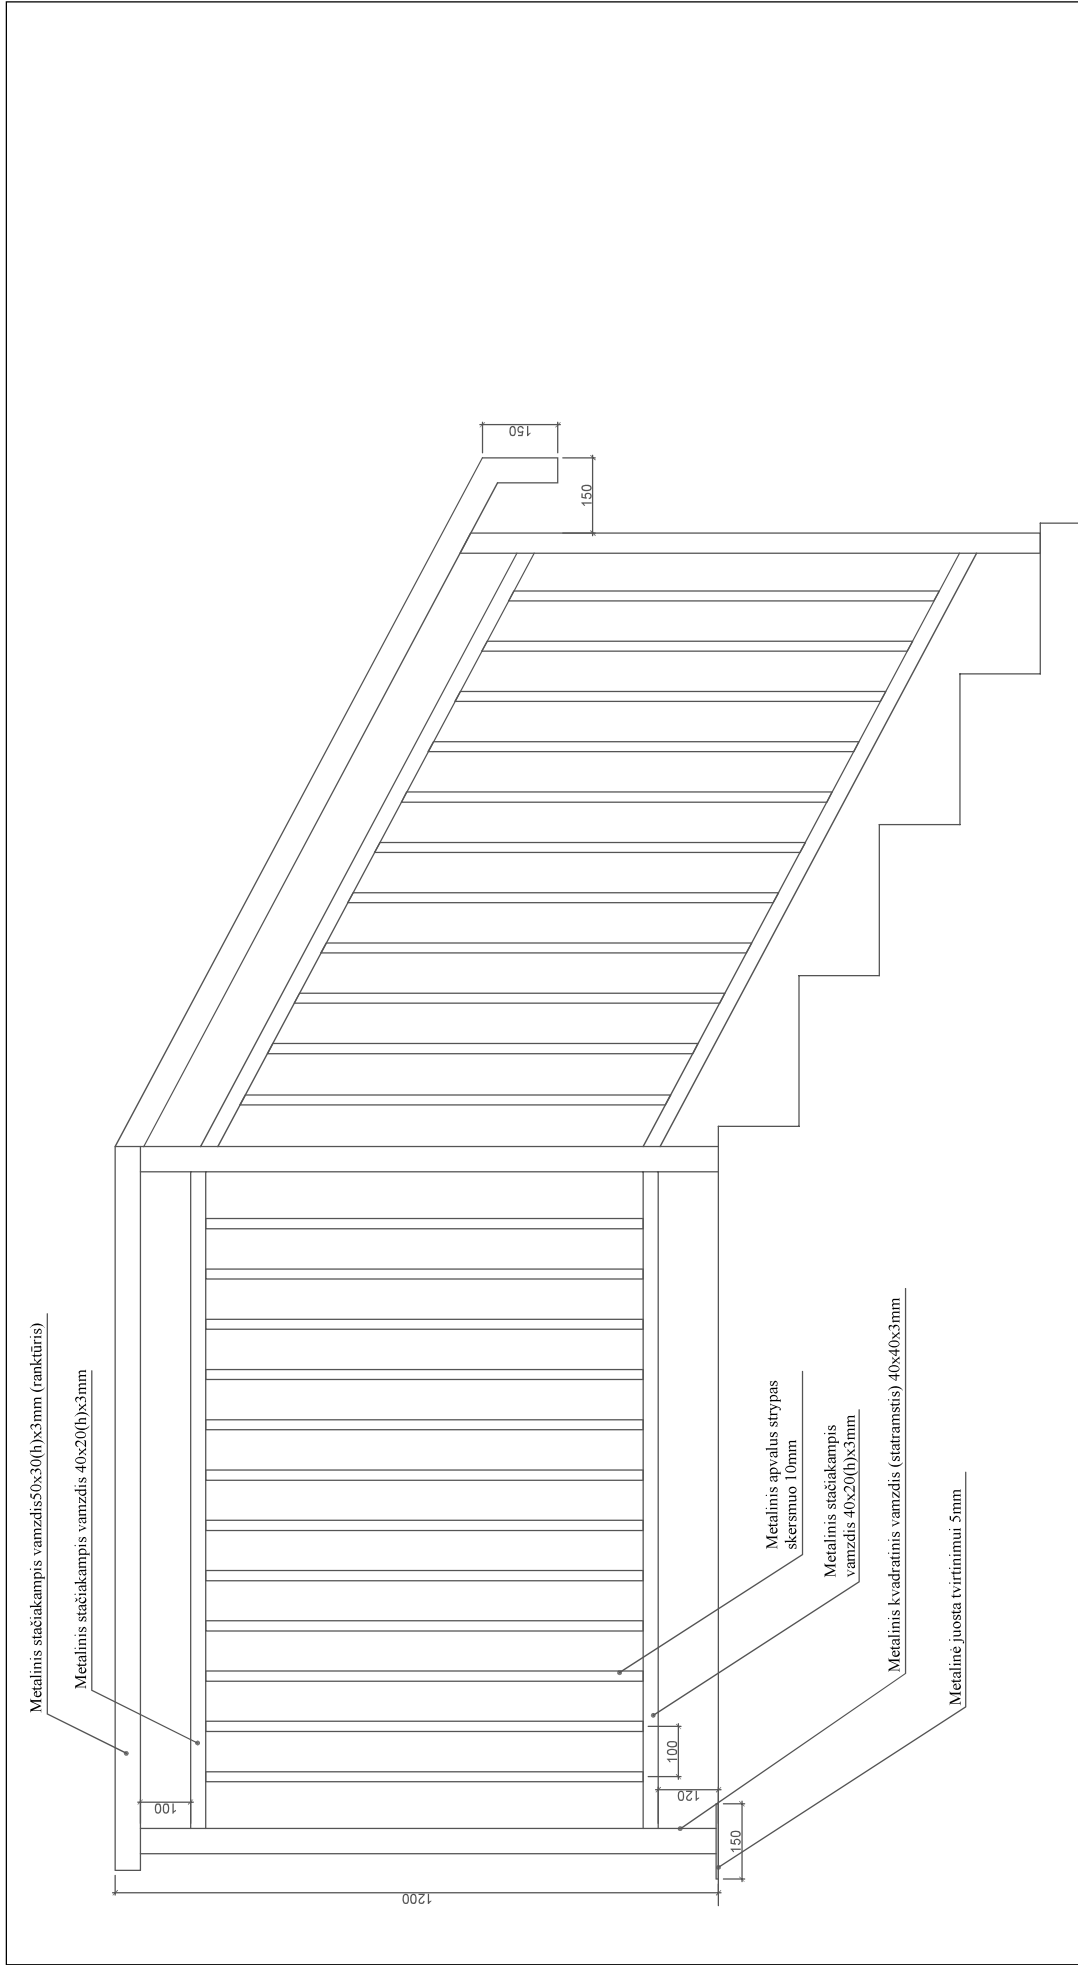 Metalinis stačiakampis vamzdis50x30(h)x3mm (ranktūris)
Metalinis stačiakampis vamzdis 40x20(h)x3mm
Metalinis apvalus strypas
skersmuo 10mm
Metalinis stačiakampis
vamzdis 40x20(h)x3mm
Metalinis kvadratinis vamzdis (statramstis) 40x40x3mm
Metalinė juosta tvirtinimui 5mm
1200
100
100
120
150
150
150